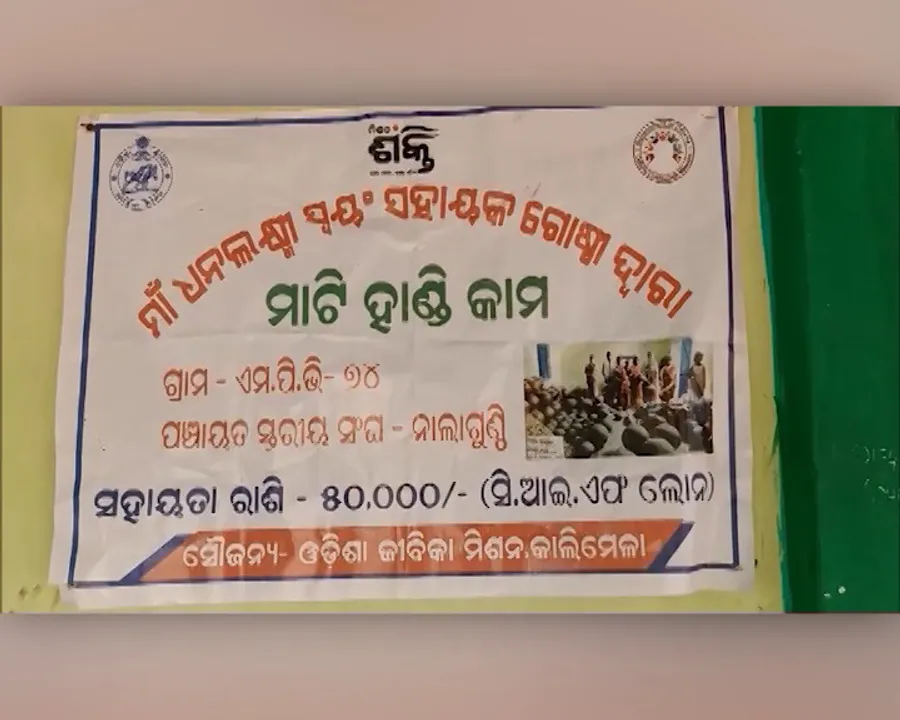 ମିଶନ
ଶକ୍ତି
ମାଁ ଧନଲକ୍ଷ୍ମୀ ସ୍ୱୟଂ ସହାୟକ ଗୋଷ୍ଠୀ ଦ୍ୱାରା
ମାଟି ହାଣ୍ଡି କାମ
ଗ୍ରାମ - ଏମ.ପି.ଭି- ୭୪
ପଞ୍ଚାୟତ ସ୍ତରୀୟ ସଂଘ - ନାଲାଗୁଣ୍ଠି
ସହାୟତା ରାଶି - ୫୦,୦୦୦/- (ସି.ଆଇ.ଏଫ ଲୋନ)
ସୌଜନ୍ୟ- ଓଡ଼ିଶା ଜୀବିକା ମିଶନ.କାଲିମେଳା